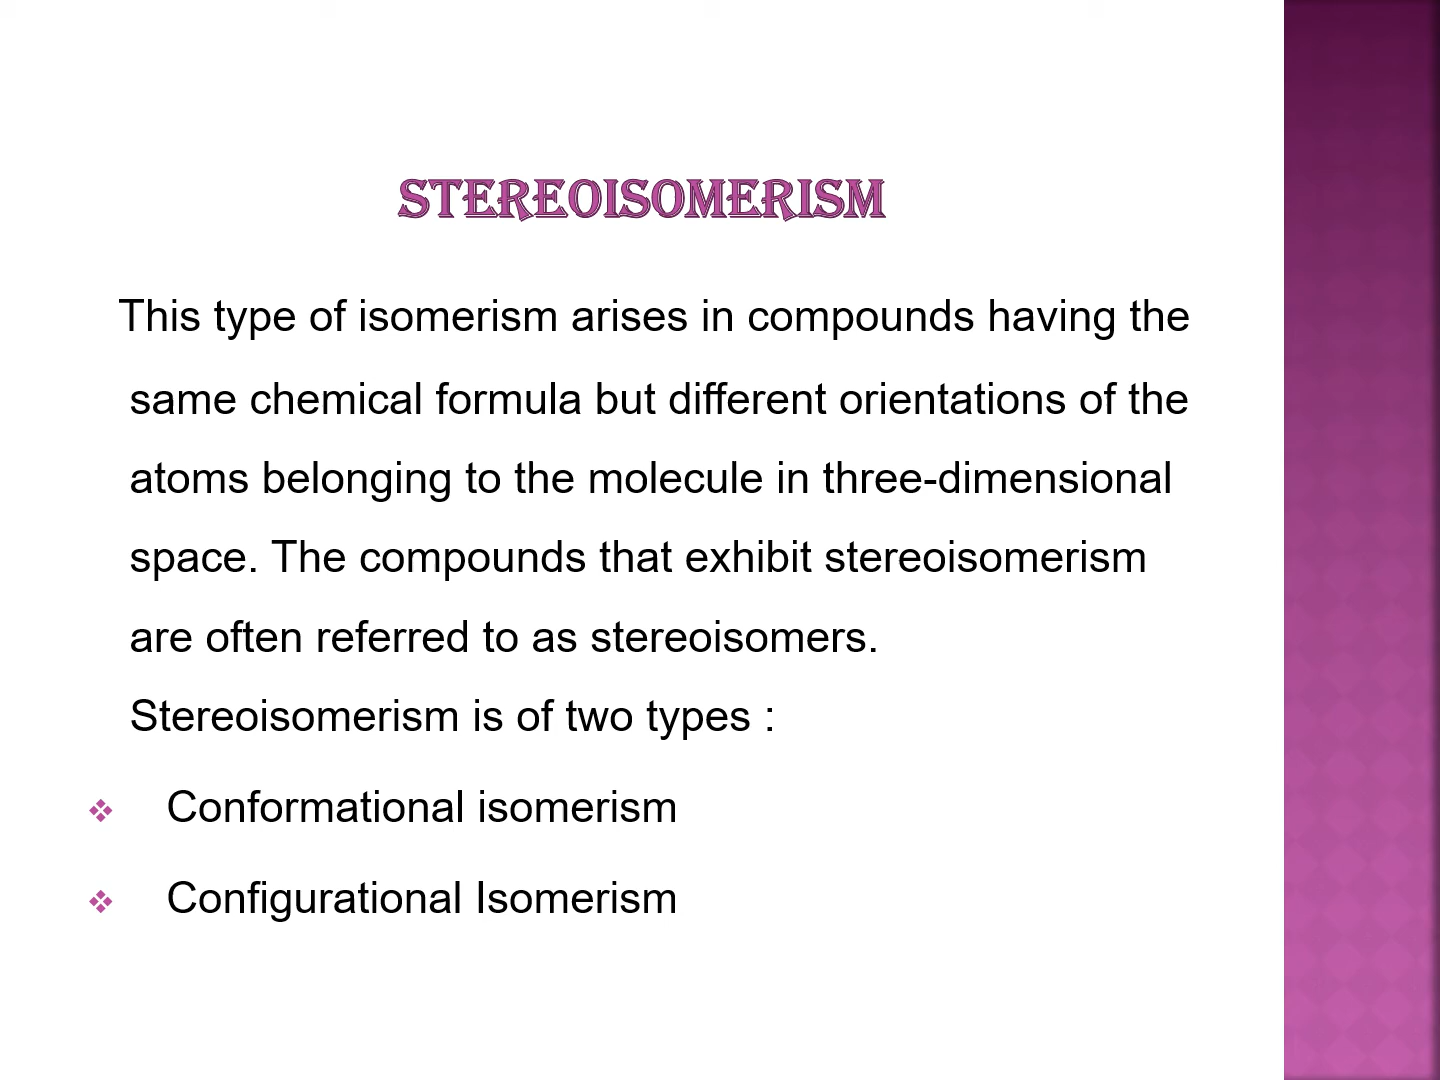 STEREOISOMERISM
This type of isomerism arises in compounds having the
same chemical formula but different orientations of the
atoms belonging to the molecule in three-dimensional
space. The compounds that exhibit stereoisomerism
are often referred to as stereoisomers.
Stereoisomerism is of two types :
❖ Conformational isomerism
❖ Configurational Isomerism